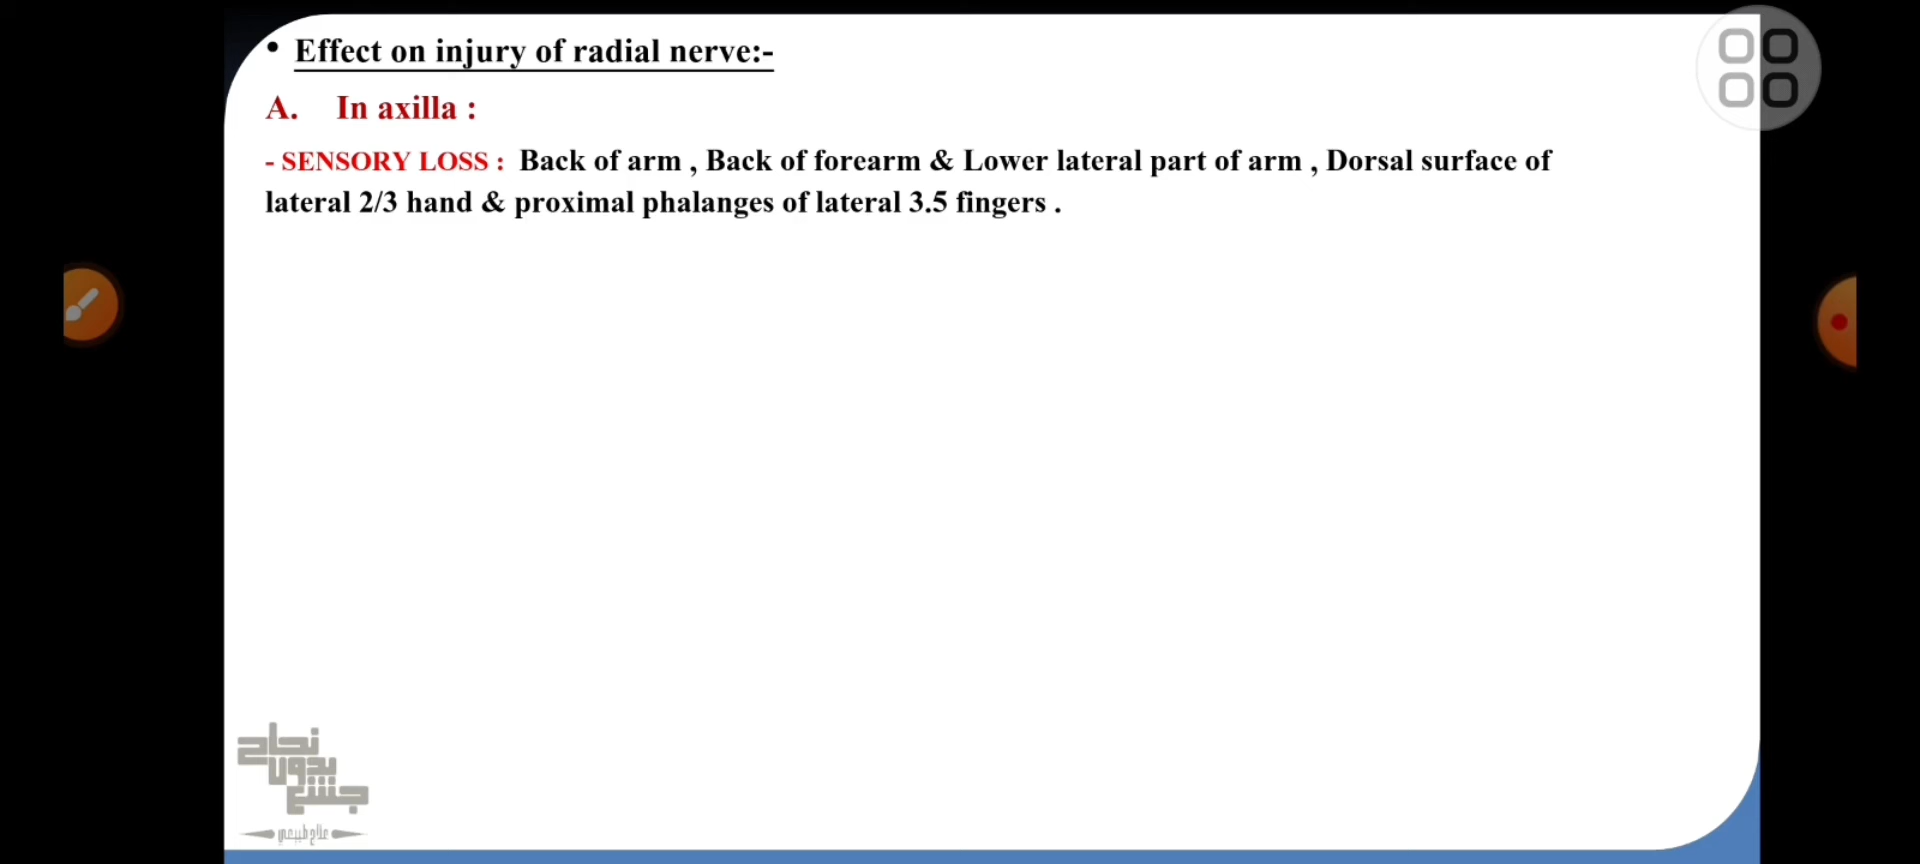 • Effect on injury of radial nerve:-
A. In axilla :
- SENSORY LOSS : Back of arm , Back of forearm & Lower lateral part of arm , Dorsal surface of
lateral 2/3 hand & proximal phalanges of lateral 3.5 fingers .
نجاح
بدون
جشع
علاج طبيعي